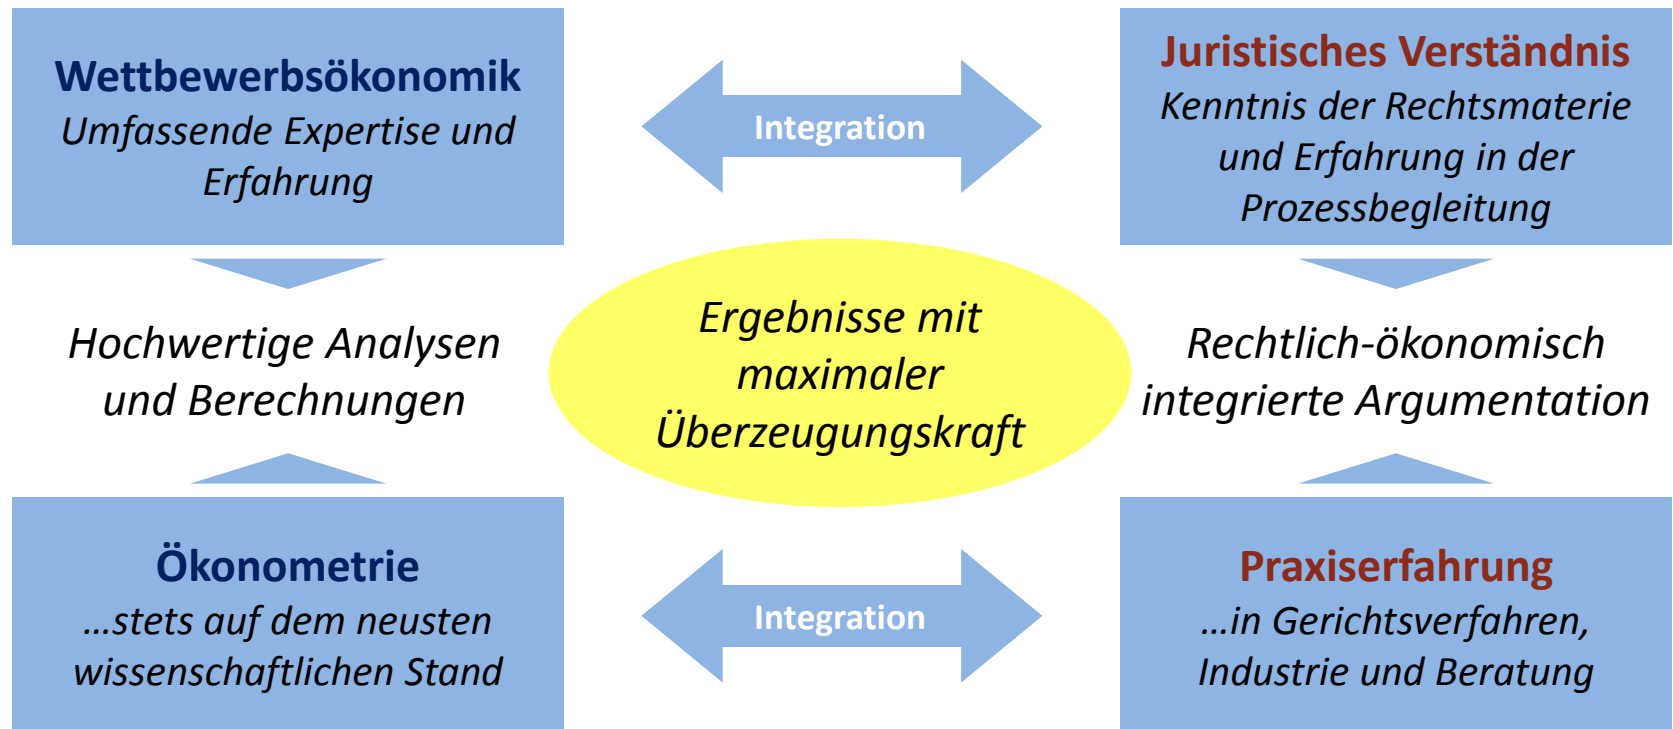 Wettbewerbsökonomik
Umfassende Expertise und
Erfahrung
Integration
Juristisches Verständnis
Kenntnis der Rechtsmaterie
und Erfahrung in der
Prozessbegleitung
Hochwertige Analysen
und Berechnungen
Ergebnisse mit
maximaler
Überzeugungskraft
Rechtlich-ökonomisch
integrierte Argumentation
Ökonometrie
…stets auf dem neusten
wissenschaftlichen Stand
Integration
Praxiserfahrung
…in Gerichtsverfahren,
Industrie und Beratung